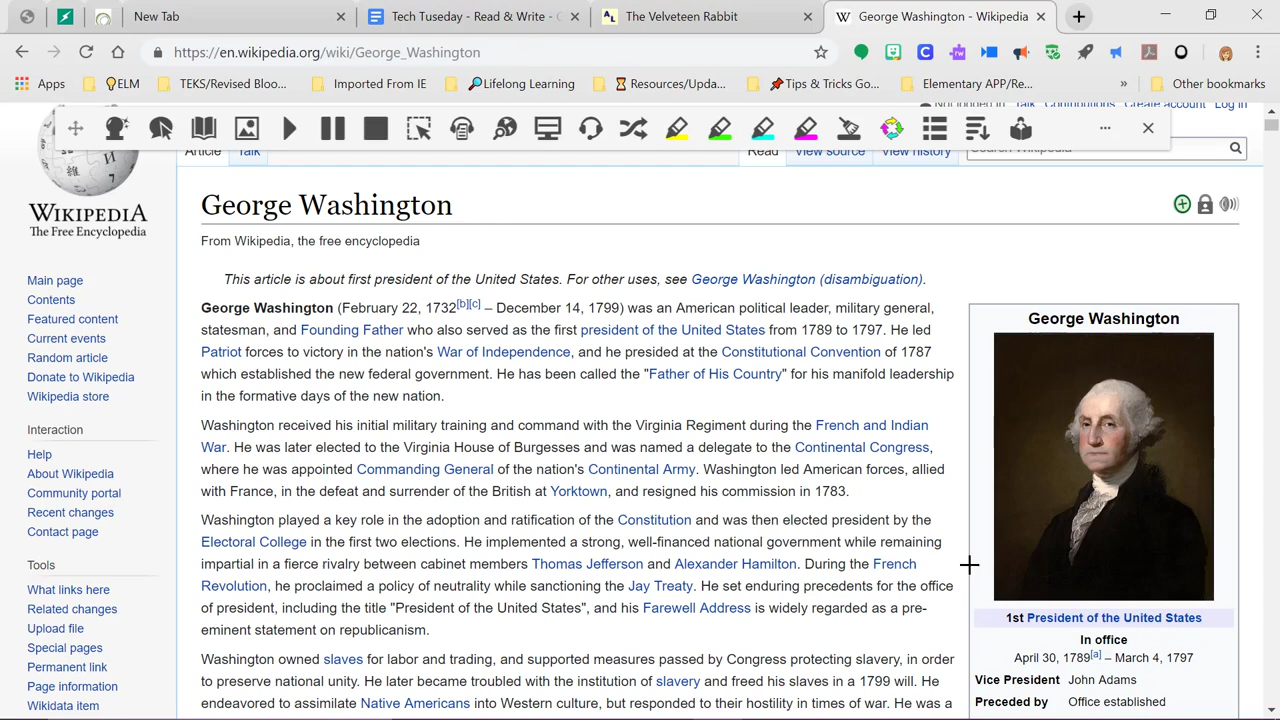 New Tab
Tech Tuseday - Read & Write -
The Velveteen Rabbit
George Washington - Wikipedia
https://en.wikipedia.org/wiki/George_Washington
Apps
ELM
TEKS/Revised Bloo...
Imported From IE
Lifelong Learning
Resources/Upda...
Tips & Tricks Go...
Elementary APP/Re...
»
Other bookmarks
Not logged in Talk Contributions Create account Log in
Article Talk
Read View source View history
Search Wikipedia
WIKIPEDIA
The Free Encyclopedia
Main page
Contents
Featured content
Current events
Random article
Donate to Wikipedia
Wikipedia store
Interaction
Help
About Wikipedia
Community portal
Recent changes
Contact page
Tools
What links here
Related changes
Upload file
Special pages
Permanent link
Page information
Wikidata item
George Washington
From Wikipedia, the free encyclopedia
This article is about first president of the United States. For other uses, see George Washington (disambiguation).
George Washington (February 22, 1732[b][c] – December 14, 1799) was an American political leader, military general,
statesman, and Founding Father who also served as the first president of the United States from 1789 to 1797. He led
Patriot forces to victory in the nation's War of Independence, and he presided at the Constitutional Convention of 1787
which established the new federal government. He has been called the "Father of His Country" for his manifold leadership
in the formative days of the new nation.
Washington received his initial military training and command with the Virginia Regiment during the French and Indian
War. He was later elected to the Virginia House of Burgesses and was named a delegate to the Continental Congress,
where he was appointed Commanding General of the nation's Continental Army. Washington led American forces, allied
with France, in the defeat and surrender of the British at Yorktown, and resigned his commission in 1783.
Washington played a key role in the adoption and ratification of the Constitution and was then elected president by the
Electoral College in the first two elections. He implemented a strong, well-financed national government while remaining
impartial in a fierce rivalry between cabinet members Thomas Jefferson and Alexander Hamilton. During the French
Revolution, he proclaimed a policy of neutrality while sanctioning the Jay Treaty. He set enduring precedents for the office
of president, including the title "President of the United States", and his Farewell Address is widely regarded as a pre-
eminent statement on republicanism.
Washington owned slaves for labor and trading, and supported measures passed by Congress protecting slavery, in order
to preserve national unity. He later became troubled with the institution of slavery and freed his slaves in a 1799 will. He
endeavored to assimilate Native Americans into Western culture, but responded to their hostility in times of war. He was a
George Washington
1st President of the United States
In office
April 30, 1789[a] – March 4, 1797
Vice President John Adams
Preceded by Office established